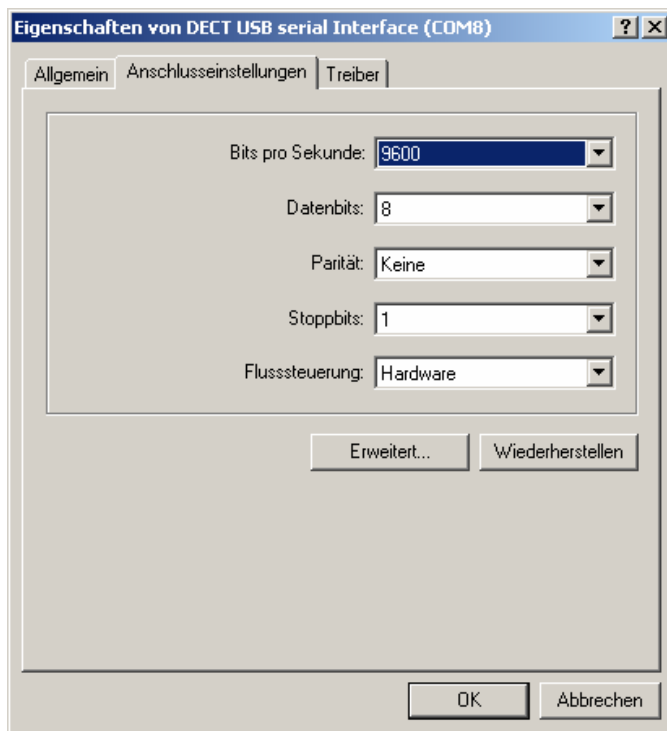 Eigenschaften von DECT USB serial Interface (COM8)
Allgemein Anschlusseinstellungen Treiber
Bits pro Sekunde: 9600
Datenbits: 8
Parität: Keine
Stoppbits: 1
Flusssteuerung: Hardware
Erweitert... Wiederherstellen
OK Abbrechen